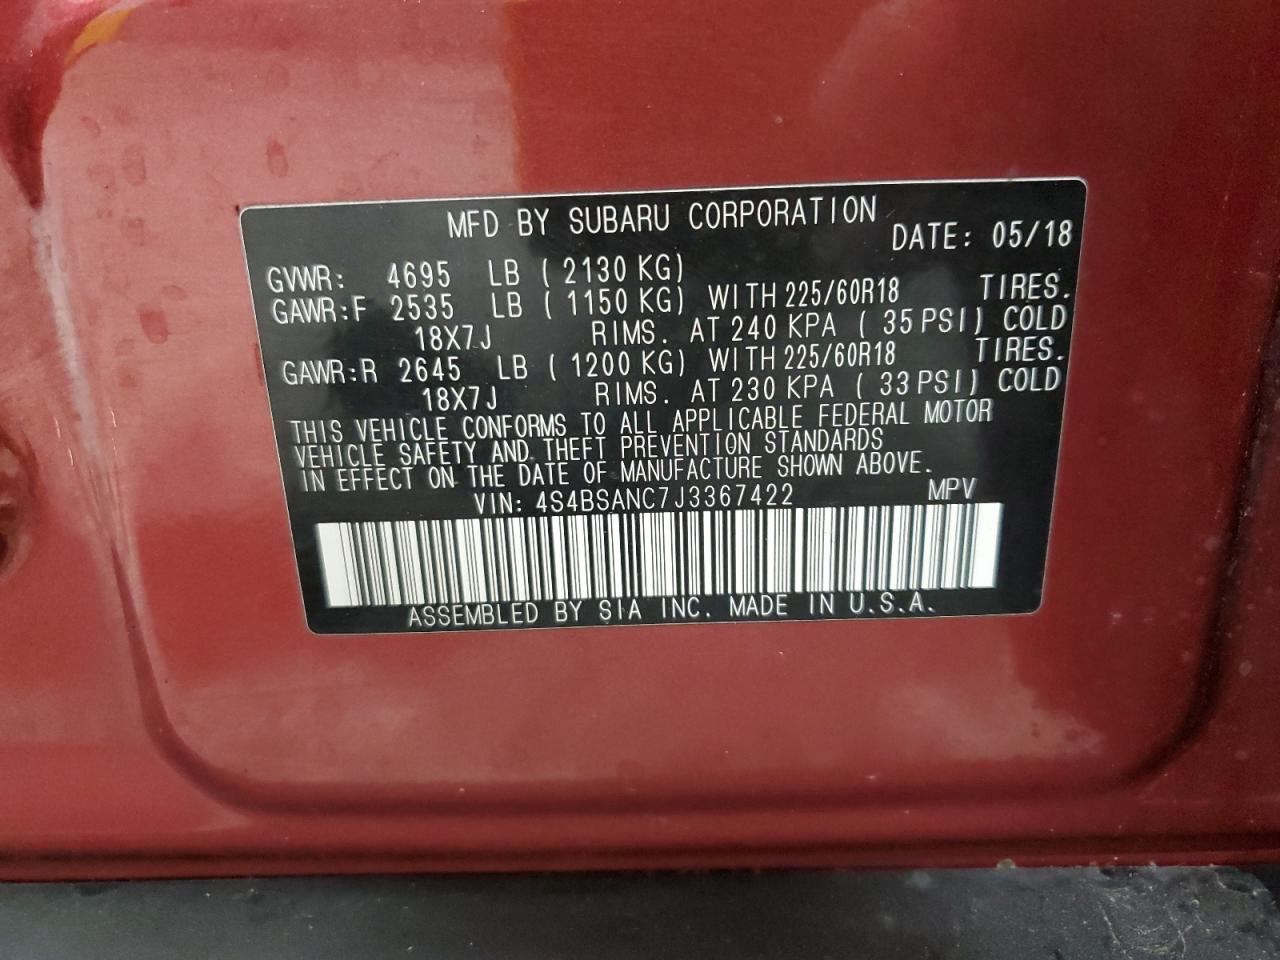 MFD BY SUBARU CORPORATION DATE: 05/18
GVWR: 4695 LB ( 2130 KG)
GAWR:F 2535 LB ( 1150 KG) WITH 225/60R18 TIRES.
18X7J RIMS. AT 240 KPA ( 35 PSI) COLD
GAWR:R 2645 LB ( 1200 KG) WITH 225/60R18 TIRES.
18X7J RIMS. AT 230 KPA ( 33 PSI) COLD
THIS VEHICLE CONFORMS TO ALL APPLICABLE FEDERAL MOTOR
VEHICLE SAFETY AND THEFT PREVENTION STANDARDS
IN EFFECT ON THE DATE OF MANUFACTURE SHOWN ABOVE.
VIN: 4S4BSANC7J3367422 MPV
ASSEMBLED BY SIA INC. MADE IN U.S.A.